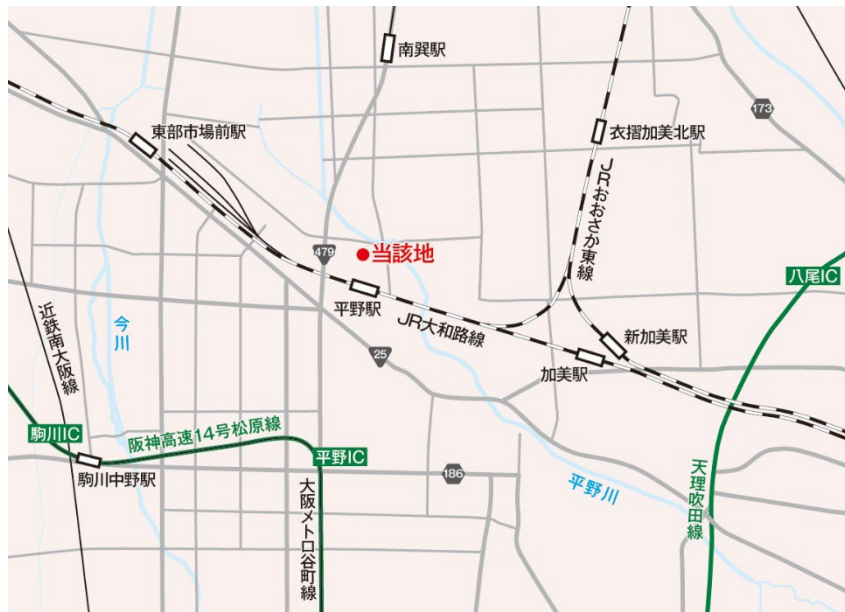 南巽駅
173
東部市場前駅
衣摺加美北駅
JRおおさか東線
479
当該地
八尾IC
平野駅
今川
近鉄南大阪線
JR大和路線
新加美駅
25
加美駅
駒川IC
阪神高速14号松原線
平野IC
駒川中野駅
186
平野川
大阪メトロ谷町線
天理吹田線